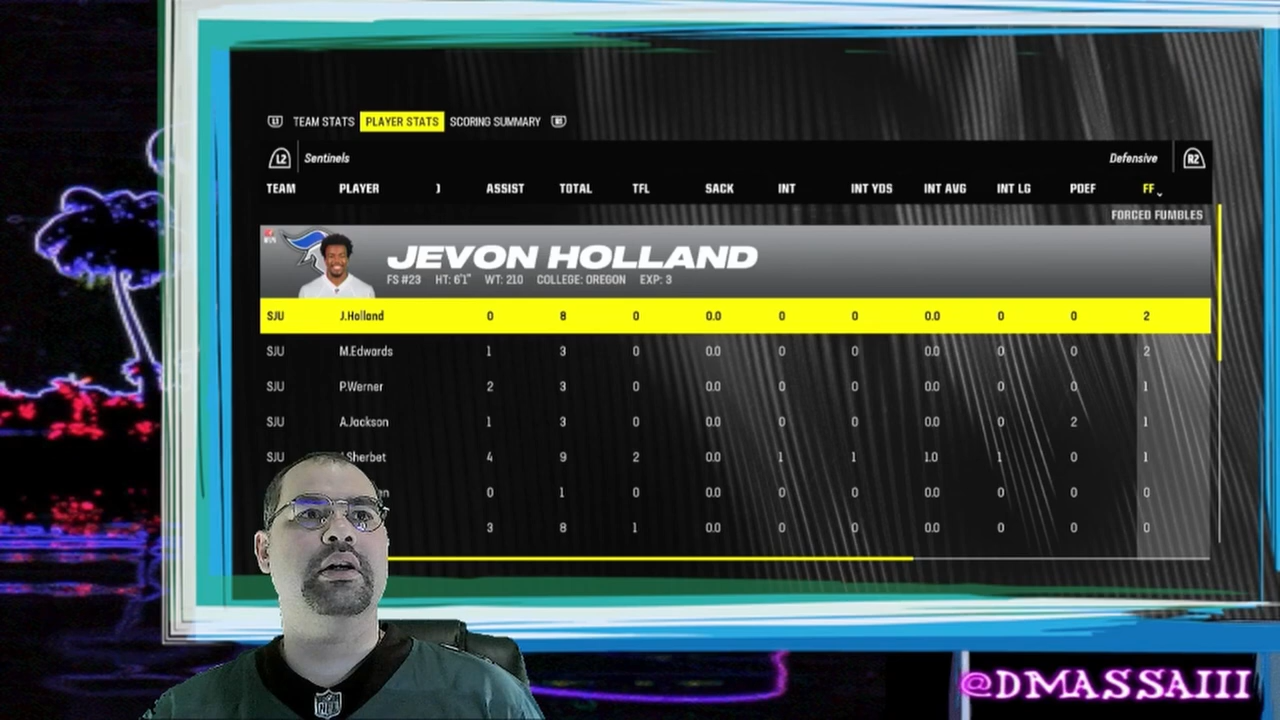 L1 TEAM STATS PLAYER STATS SCORING SUMMARY R1
L2 Sentinels Defensive R2
TEAM PLAYER ASSIST TOTAL TFL SACK INT INT YDS INT AVG INT LG PDEF FF
FORCED FUMBLES
JEVON HOLLAND
FS #23 HT: 6'1" WT: 210 COLLEGE: OREGON EXP: 3
SJU J.Holland 0 8 0 0.0 0 0 0.0 0 0 2
SJU M.Edwards 1 3 0 0.0 0 0 0.0 0 0 2
SJU P.Werner 2 3 0 0.0 0 0 0.0 0 0 1
SJU A.Jackson 1 3 0 0.0 0 0 0.0 0 2 1
SJU Sherbet 4 9 2 0.0 1 1 1.0 1 0 1
0 1 0 0.0 0 0 0.0 0 0 0
3 8 1 0.0 0 0 0.0 0 0 0
NFL
@DMASSAIII